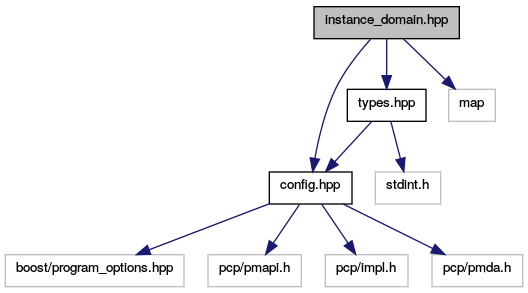 instance_domain.hpp
types.hpp
map
config.hpp
stdint.h
boost/program_options.hpp
pcp/pmapi.h
pcp/impl.h
pcp/pmda.h